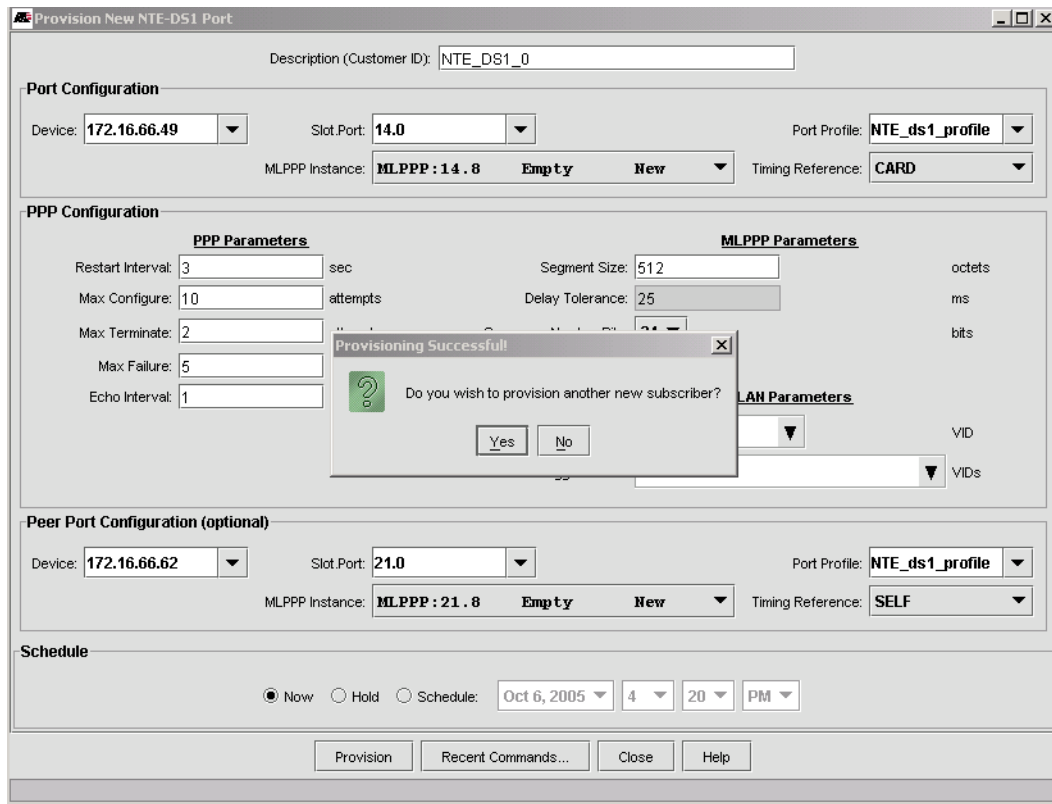 Provision New NTE-DS1 Port
Description (Customer ID): NTE_DS1_0
Port Configuration
Device: 172.16.66.49 Slot.Port: 14.0 Port Profile: NTE_ds1_profile
MLPPP Instance: MLPPP:14.8 Empty New Timing Reference: CARD
PPP Configuration
PPP Parameters MLPPP Parameters
Restart Interval: 3 sec Segment Size: 512 octets
Max Configure: 10 attempts Delay Tolerance: 25 ms
Max Terminate: 2 bits
Provisioning Successful!
Max Failure: 5
Do you wish to provision another new subscriber?
Echo Interval: 1 LAN Parameters
Yes No VID
VIDs
Peer Port Configuration (optional)
Device: 172.16.66.62 Slot.Port: 21.0 Port Profile: NTE_ds1_profile
MLPPP Instance: MLPPP:21.8 Empty New Timing Reference: SELF
Schedule
Now Hold Schedule: Oct 6, 2005 4 20 PM
Provision Recent Commands... Close Help